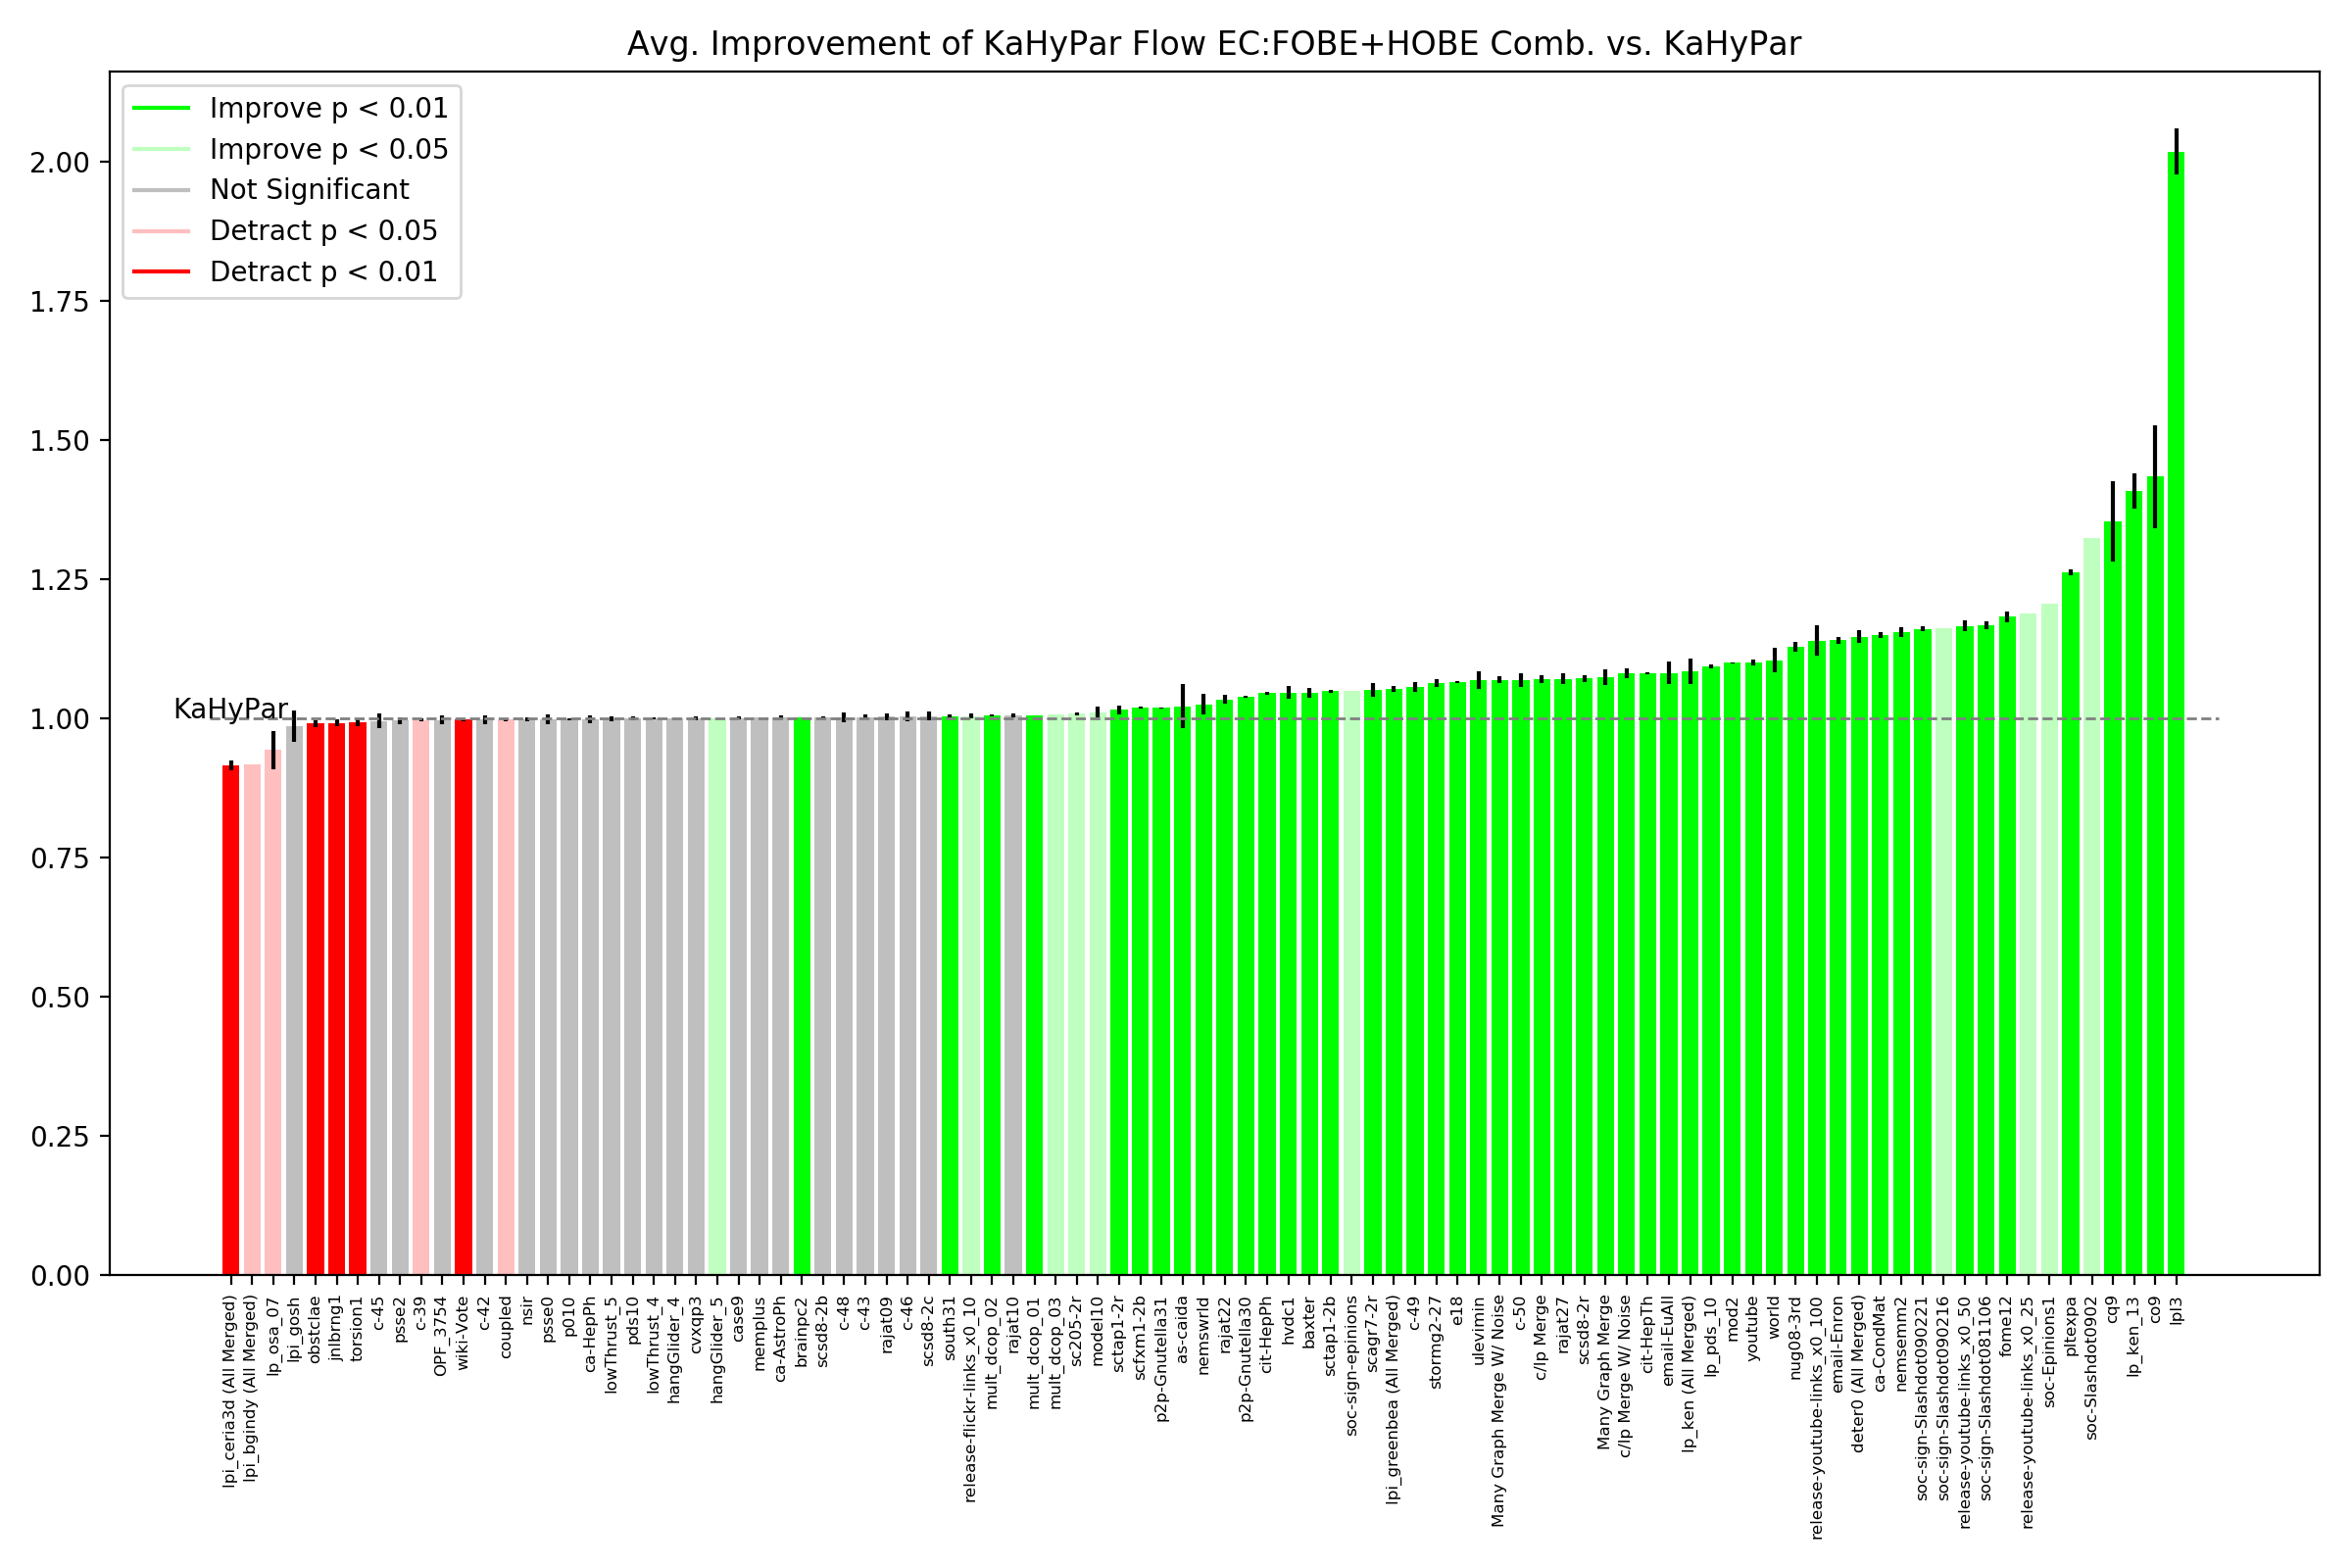 Avg. Improvement of KaHyPar Flow EC:FOBE+HOBE Comb. vs. KaHyPar
Improve p < 0.01
Improve p < 0.05
Not Significant
Detract p < 0.05
Detract p < 0.01
2.00
1.75
1.50
1.25
1.00
0.75
0.50
0.25
0.00
KaHyPar
lpi_ceria3d (All Merged)
lpi_bgindy (All Merged)
lp_osa_07
lpi_gosh
obstclae
jnlbrng1
torsion1
c-45
psse2
c-39
OPF_3754
wiki-Vote
c-42
coupled
nsir
psse0
p010
ca-HepPh
lowThrust_5
pds10
lowThrust_4
hangGlider_4
cvxqp3
hangGlider_5
case9
memplus
ca-AstroPh
brainpc2
scsd8-2b
c-48
c-43
rajat09
c-46
scsd8-2c
south31
release-flickr-links_x0_10
mult_dcop_02
rajat10
mult_dcop_01
mult_dcop_03
sc205-2r
model10
sctap1-2r
scfxm1-2b
p2p-Gnutella31
as-caida
nemswrld
rajat22
p2p-Gnutella30
cit-HepPh
hvdc1
baxter
sctap1-2b
soc-sign-epinions
scagr7-2r
lpi_greenbea (All Merged)
c-49
stormg2-27
e18
ulevimin
Many Graph Merge W/ Noise
c-50
c/lp Merge
rajat27
scsd8-2r
Many Graph Merge
c/lp Merge W/ Noise
cit-HepTh
email-EuAll
lp_ken (All Merged)
lp_pds_10
mod2
youtube
world
nug08-3rd
release-youtube-links_x0_100
email-Enron
deter0 (All Merged)
ca-CondMat
nemsemm2
soc-sign-Slashdot090221
soc-sign-Slashdot090216
release-youtube-links_x0_50
soc-sign-Slashdot081106
fome12
release-youtube-links_x0_25
soc-Epinions1
pltexpa
soc-Slashdot0902
cq9
lp_ken_13
co9
lpl3